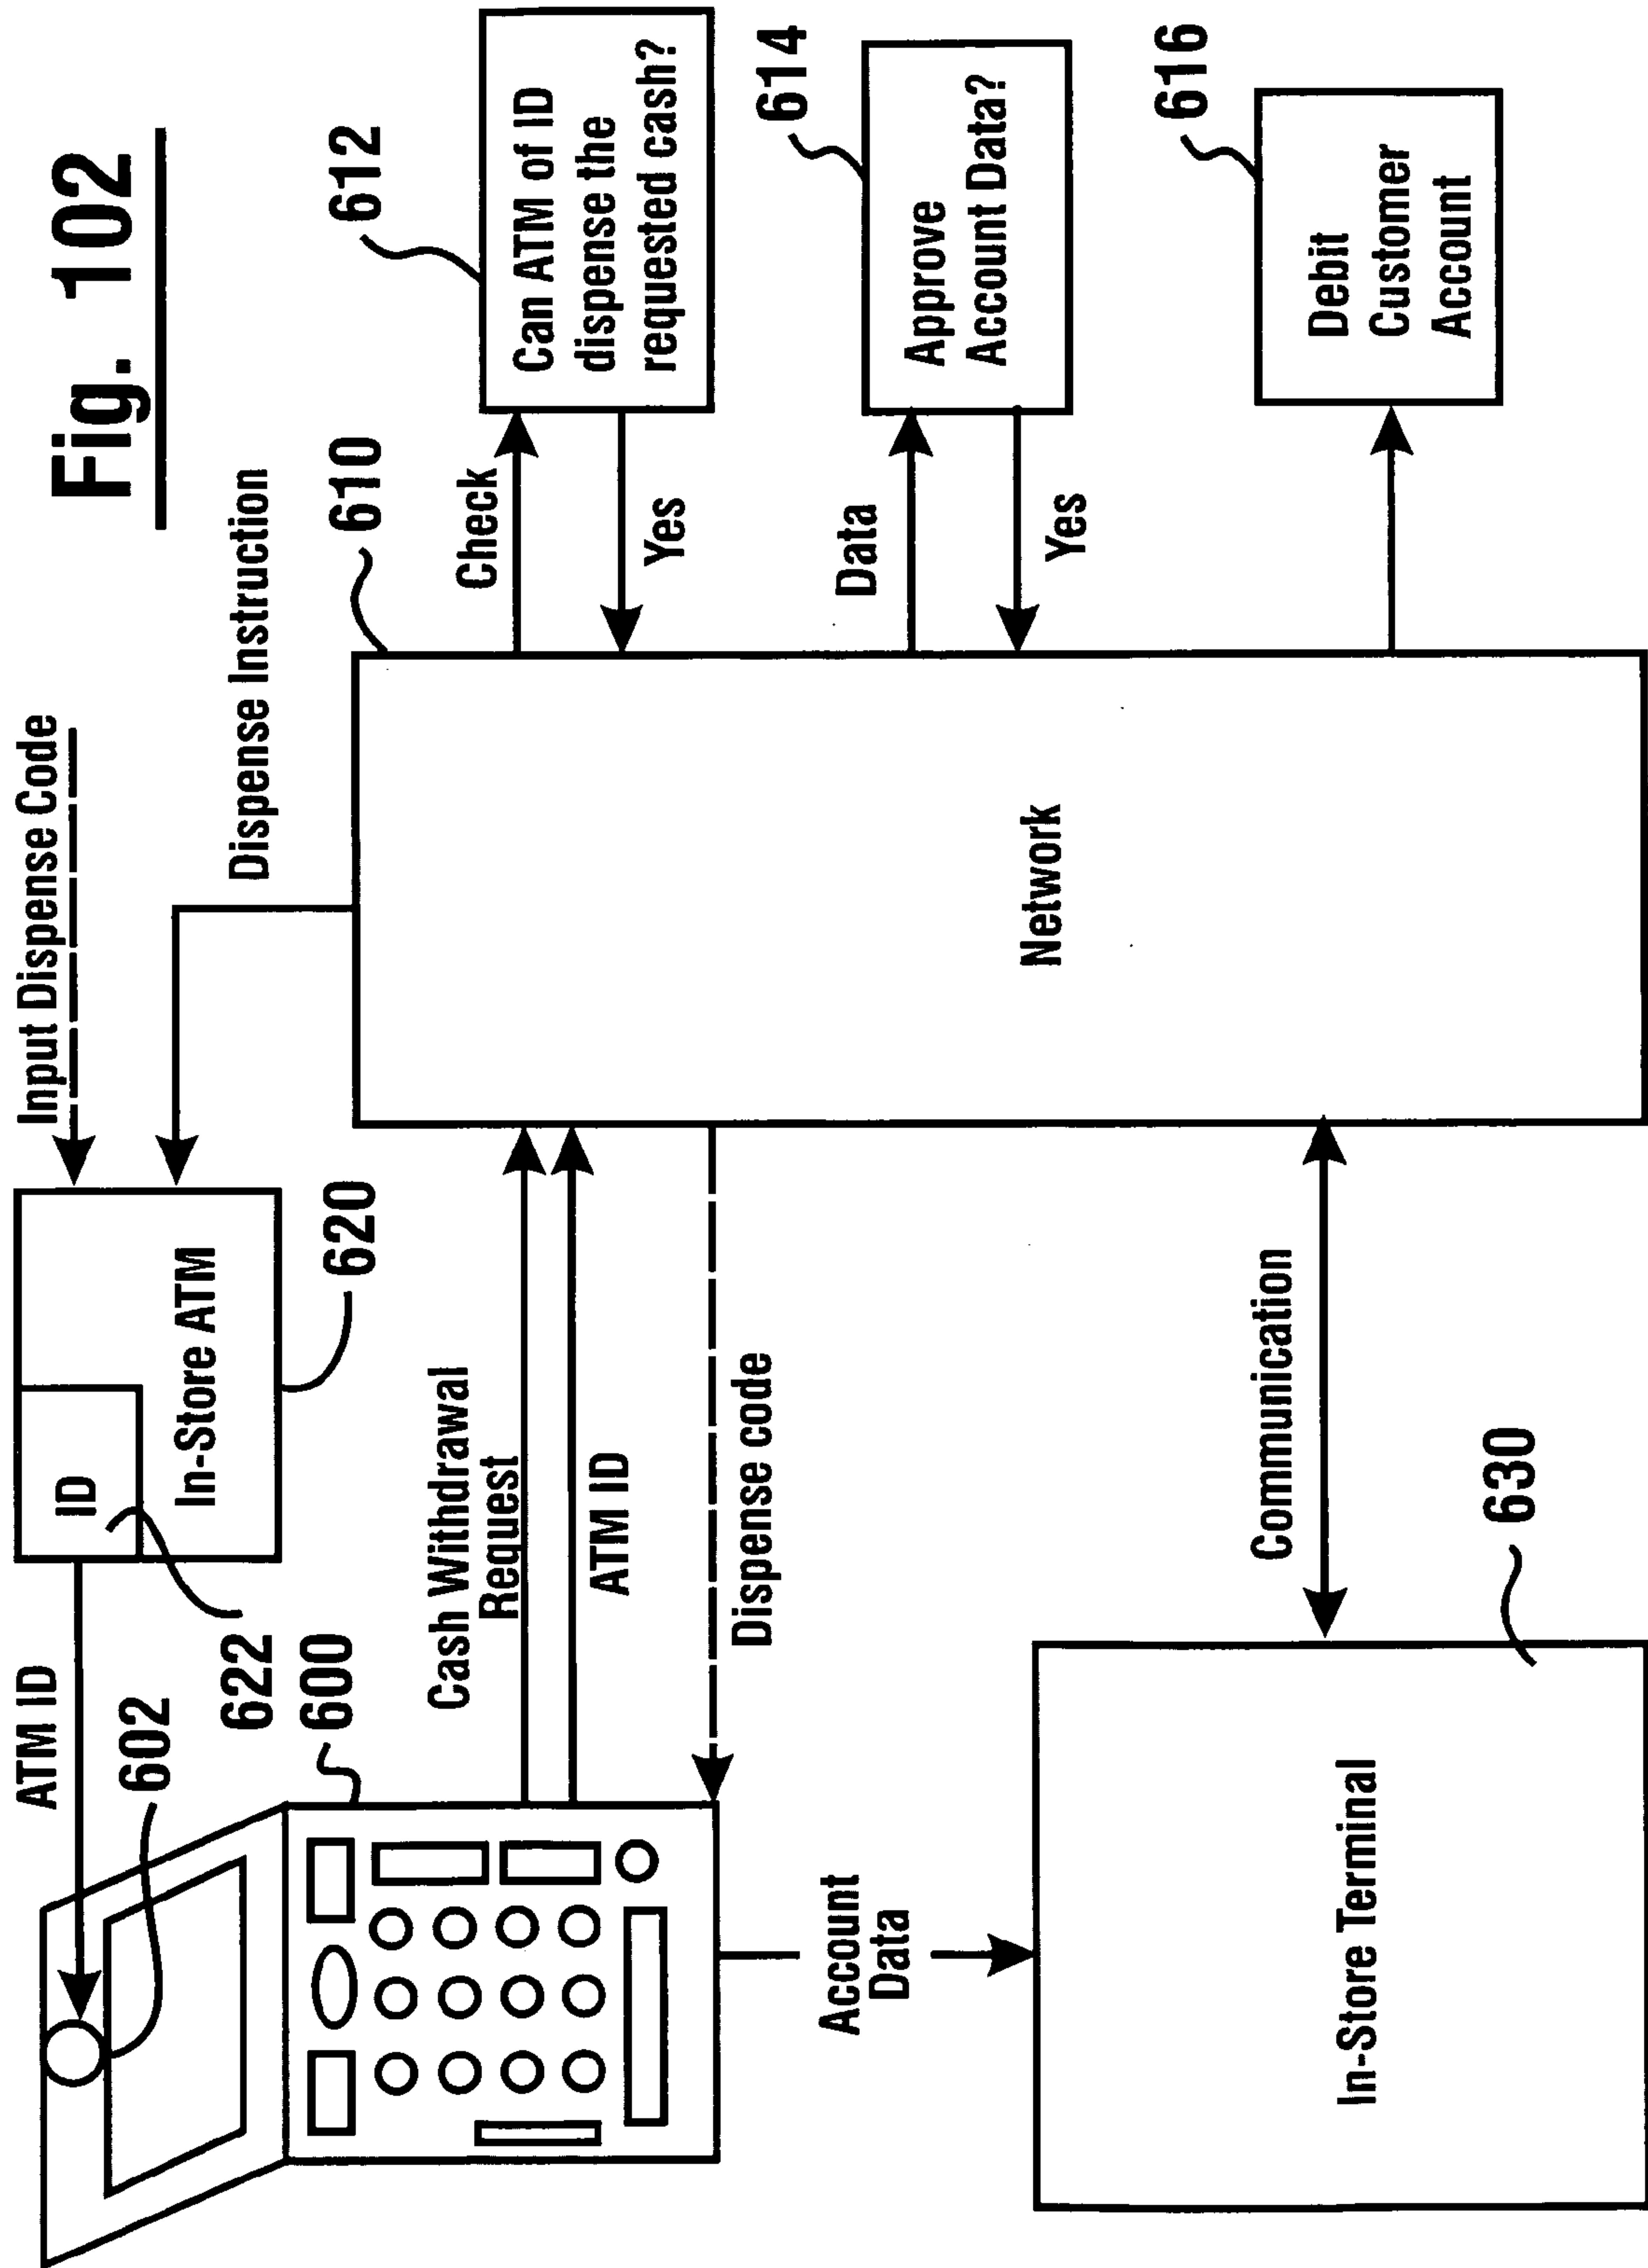 Fig. 102
Input Dispense Code
Dispense Instruction
ATM ID
602
622
600
ID
In-Store ATM
620
610
612
Check
Yes
Can ATM of ID
dispense the
requested cash?
Cash Withdrawal
Request
ATM ID
Dispense code
Network
614
Data
Yes
Approve
Account Data?
616
Debit
Customer
Account
Account
Data
Communication
630
In-Store Terminal